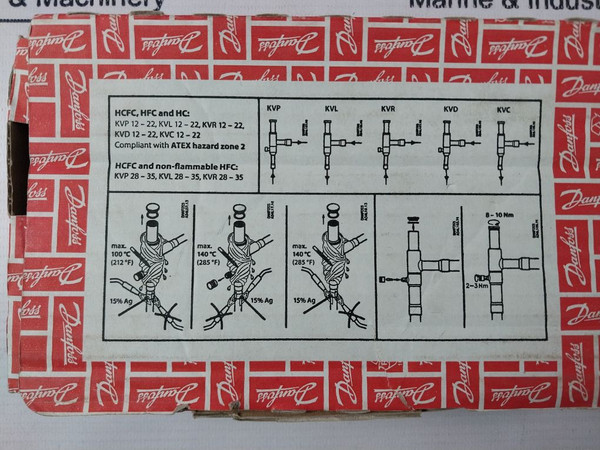 & Machinery
Marine & Indust
Danfoss
HCFC, HFC and HC:
KVP 12 – 22, KVL 12 – 22, KVR 12 – 22,
KVD 12 – 22, KVC 12 – 22
Compliant with ATEX hazard zone 2
HCFC and non-flammable HFC:
KVP 28 – 35, KVL 28 – 35, KVR 28 – 35
KVP KVL KVR KVD KVC
max.
100 °C
(212 °F)
15% Ag
max.
140 °C
(285 °F)
15% Ag
max.
140 °C
(285 °F)
15% Ag
8 – 10 Nm
2 – 3 Nm